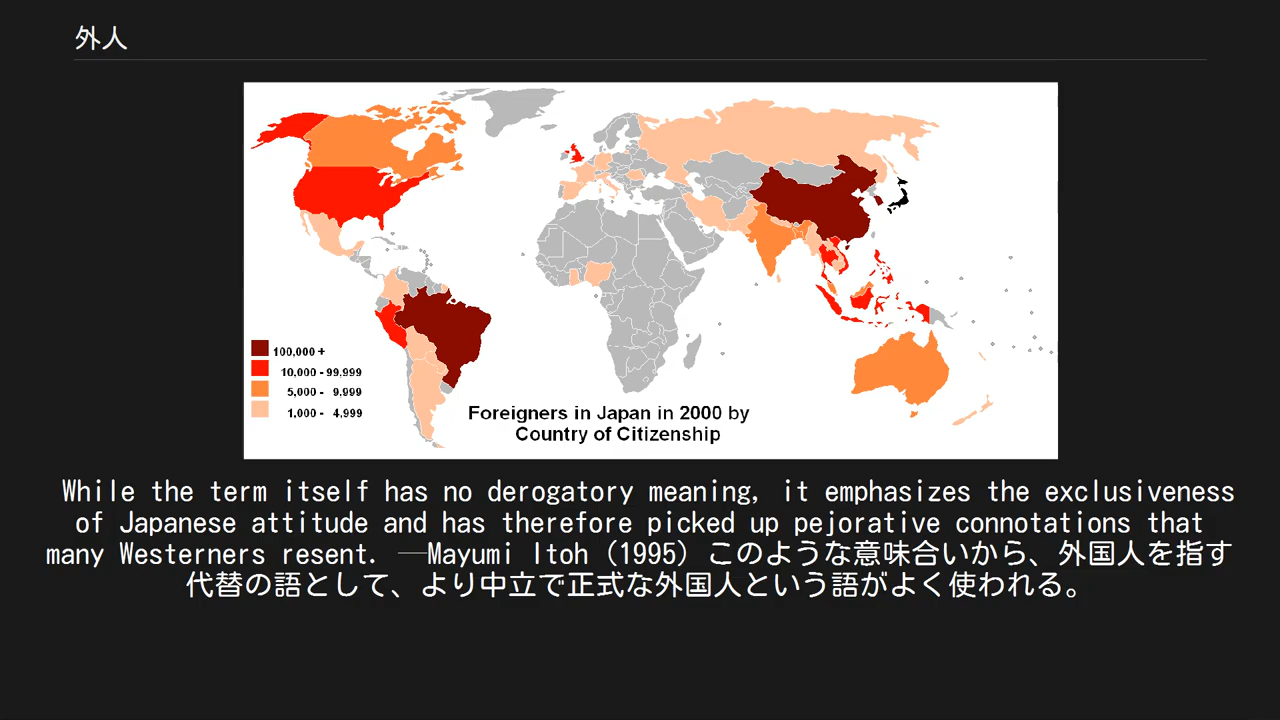 外人
100,000 +
10,000 - 99.999
5,000 - 9.999
1,000 - 4.999
Foreigners in Japan in 2000 by
Country of Citizenship
While the term itself has no derogatory meaning, it emphasizes the exclusiveness
of Japanese attitude and has therefore picked up pejorative connotations that
many Westerners resent. ──Mayumi Itoh（1995）このような意味合いから、外国人を指す
代替の語として、より中立で正式な外国人という語がよく使われる。